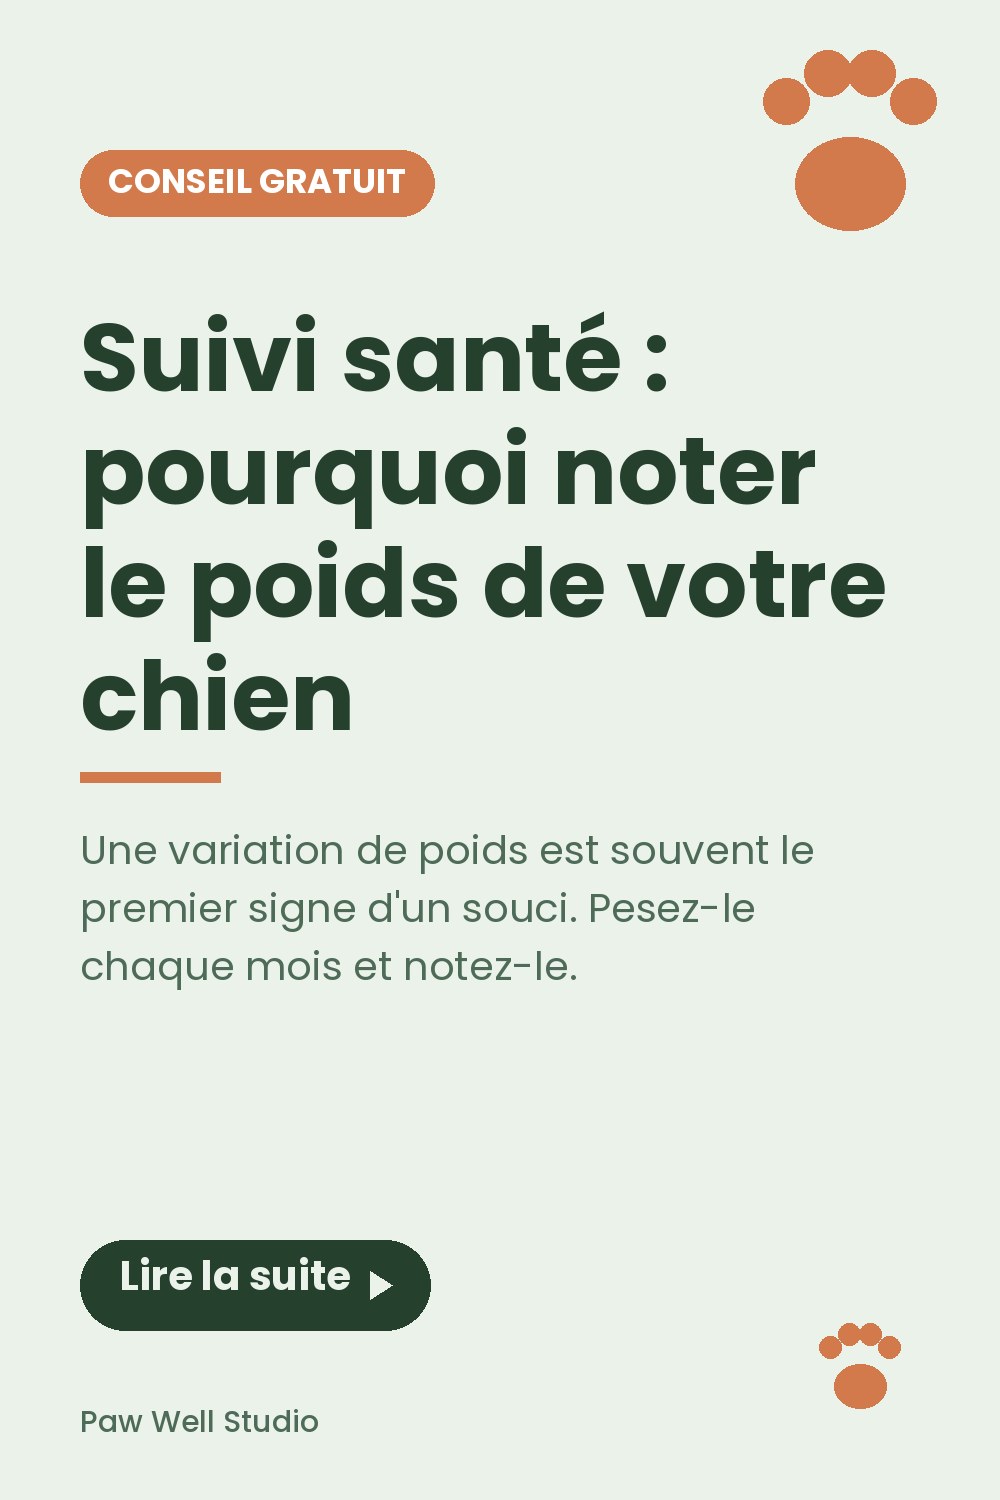 CONSEIL GRATUIT
Suivi santé :
pourquoi noter
le poids de votre
chien
Une variation de poids est souvent le
premier signe d'un souci. Pesez-le
chaque mois et notez-le.
Lire la suite
Paw Well Studio